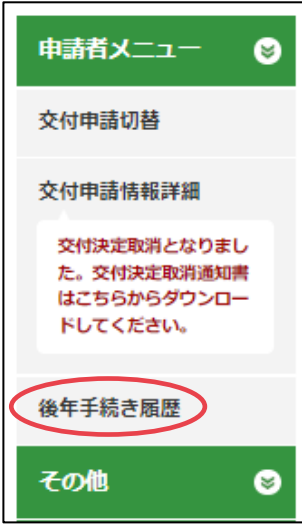 申請者メニュー
交付申請切替
交付申請情報詳細
交付決定取消となりまし
た。交付決定取消通知書
はこちらからダウンロー
ドしてください。
後年手続き履歴
その他